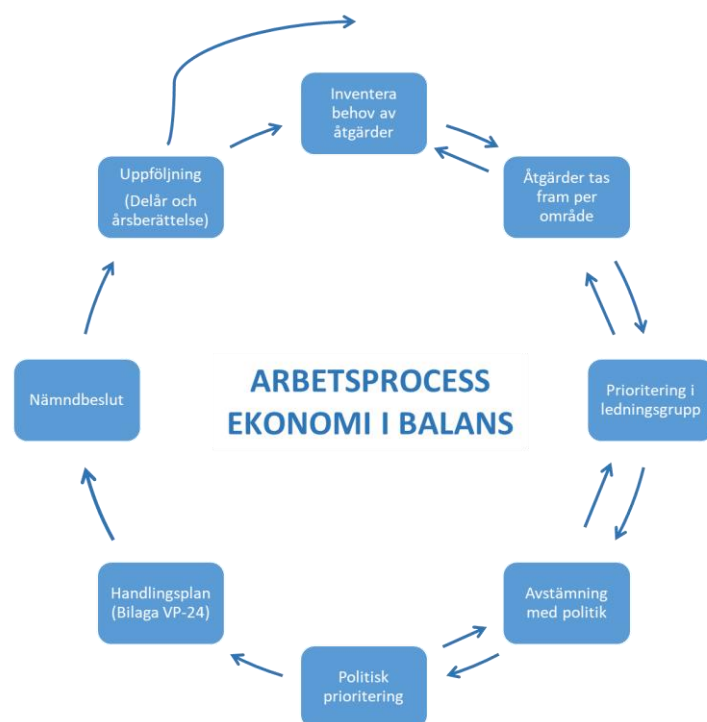 Inventera
behov av
åtgärder
Åtgärder tas
fram per
område
Prioritering i
ledningsgrupp
Avstämning
med politik
Politisk
prioritering
Handlingsplan
(Bilaga VP-24)
Nämndbeslut
Uppföljning
(Delår och
årsberättelse)
ARBETSPROCESS
EKONOMI I BALANS